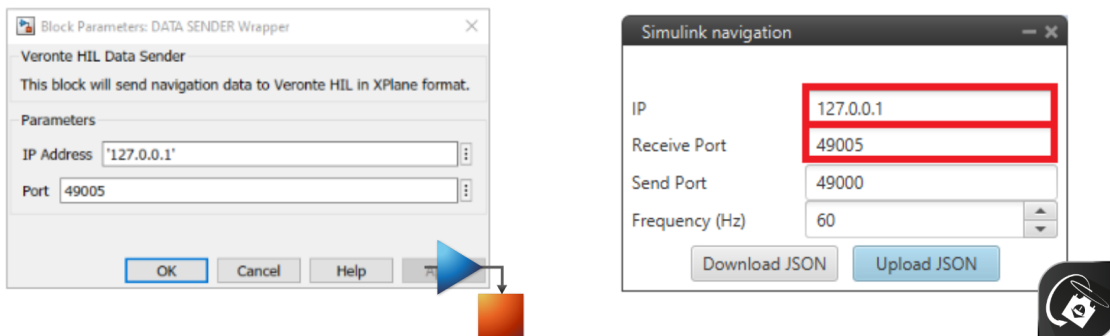 Block Parameters: DATA SENDER Wrapper
Veronte HIL Data Sender
This block will send navigation data to Veronte HIL in XPlane format.
Parameters
IP Address '127.0.0.1'
Port 49005
OK Cancel Help
Simulink navigation
IP 127.0.0.1
Receive Port 49005
Send Port 49000
Frequency (Hz) 60
Download JSON Upload JSON